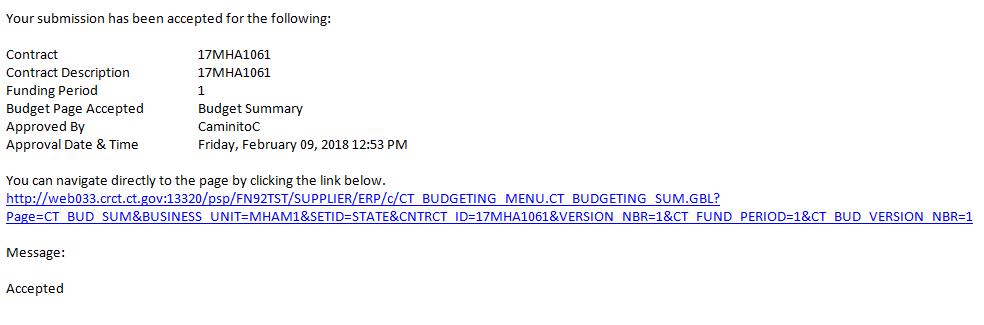 Your submission has been accepted for the following:
Contract 17MHA1061
Contract Description 17MHA1061
Funding Period 1
Budget Page Accepted Budget Summary
Approved By CaminitoC
Approval Date & Time Friday, February 09, 2018 12:53 PM
You can navigate directly to the page by clicking the link below.
http://web033.crct.ct.gov:13320/psp/FN92TST/SUPPLIER/ERP/c/CT_BUDGETING_MENU.CT_BUDGETING_SUM.GBL?
Page=CT_BUD_SUM&BUSINESS_UNIT=MHAM1&SETID=STATE&CNTRCT_ID=17MHA1061&VERSION_NBR=1&CT_FUND_PERIOD=1&CT_BUD_VERSION_NBR=1
Message:
Accepted